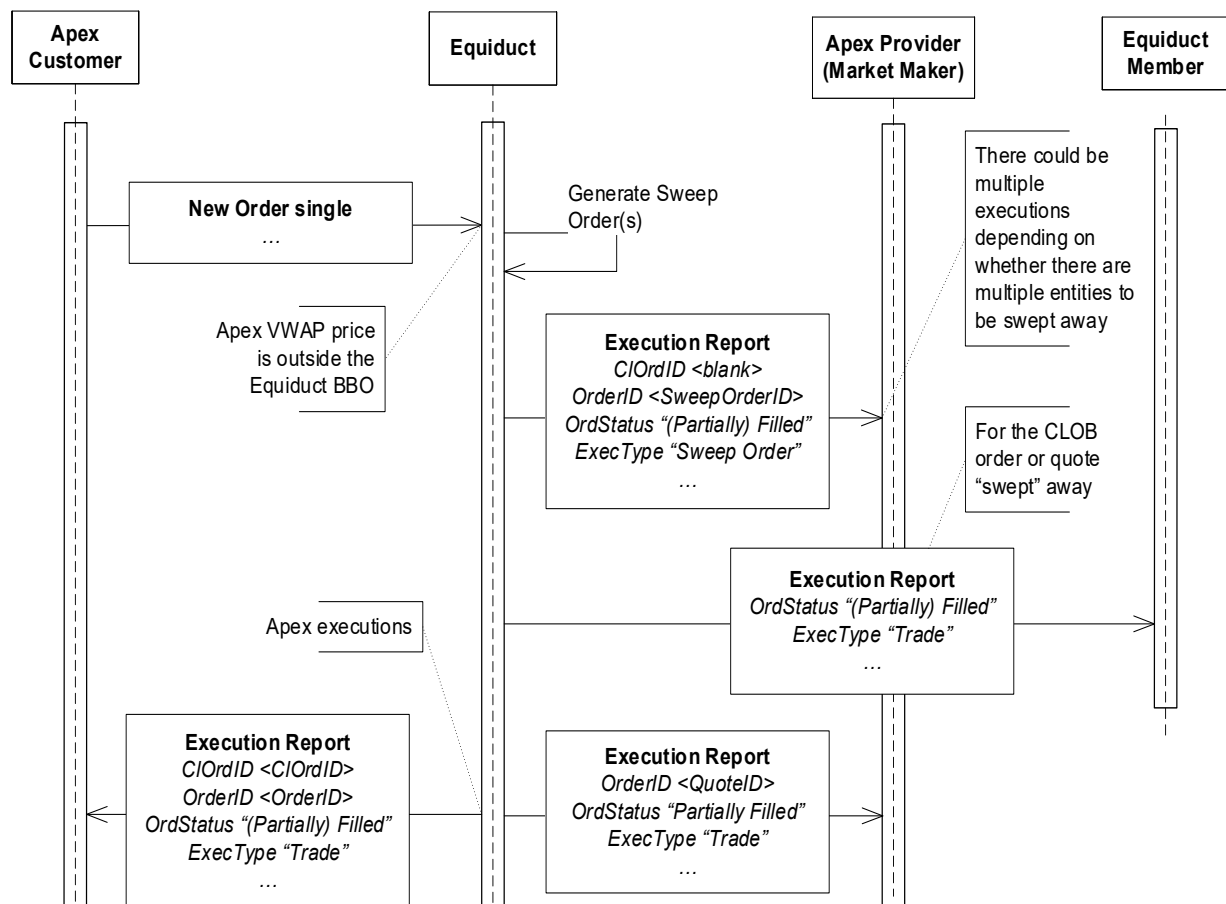 Apex
Customer
Equiduct
Apex Provider
(Market Maker)
Equiduct
Member
New Order single
…
Generate Sweep
Order(s)
There could be
multiple
executions
depending on
whether there are
multiple entities to
be swept away
Apex VWAP price
is outside the
Equiduct BBO
Execution Report
ClOrdID <blank>
OrderID <SweepOrderID>
OrdStatus “(Partially) Filled”
ExecType “Sweep Order”
…
For the CLOB
order or quote
“swept” away
Execution Report
OrdStatus “(Partially) Filled”
ExecType “Trade”
…
Apex executions
Execution Report
ClOrdID <ClOrdID>
OrderID <OrderID>
OrdStatus “(Partially) Filled”
ExecType “Trade”
…
Execution Report
OrderID <QuoteID>
OrdStatus “Partially Filled”
ExecType “Trade”
…